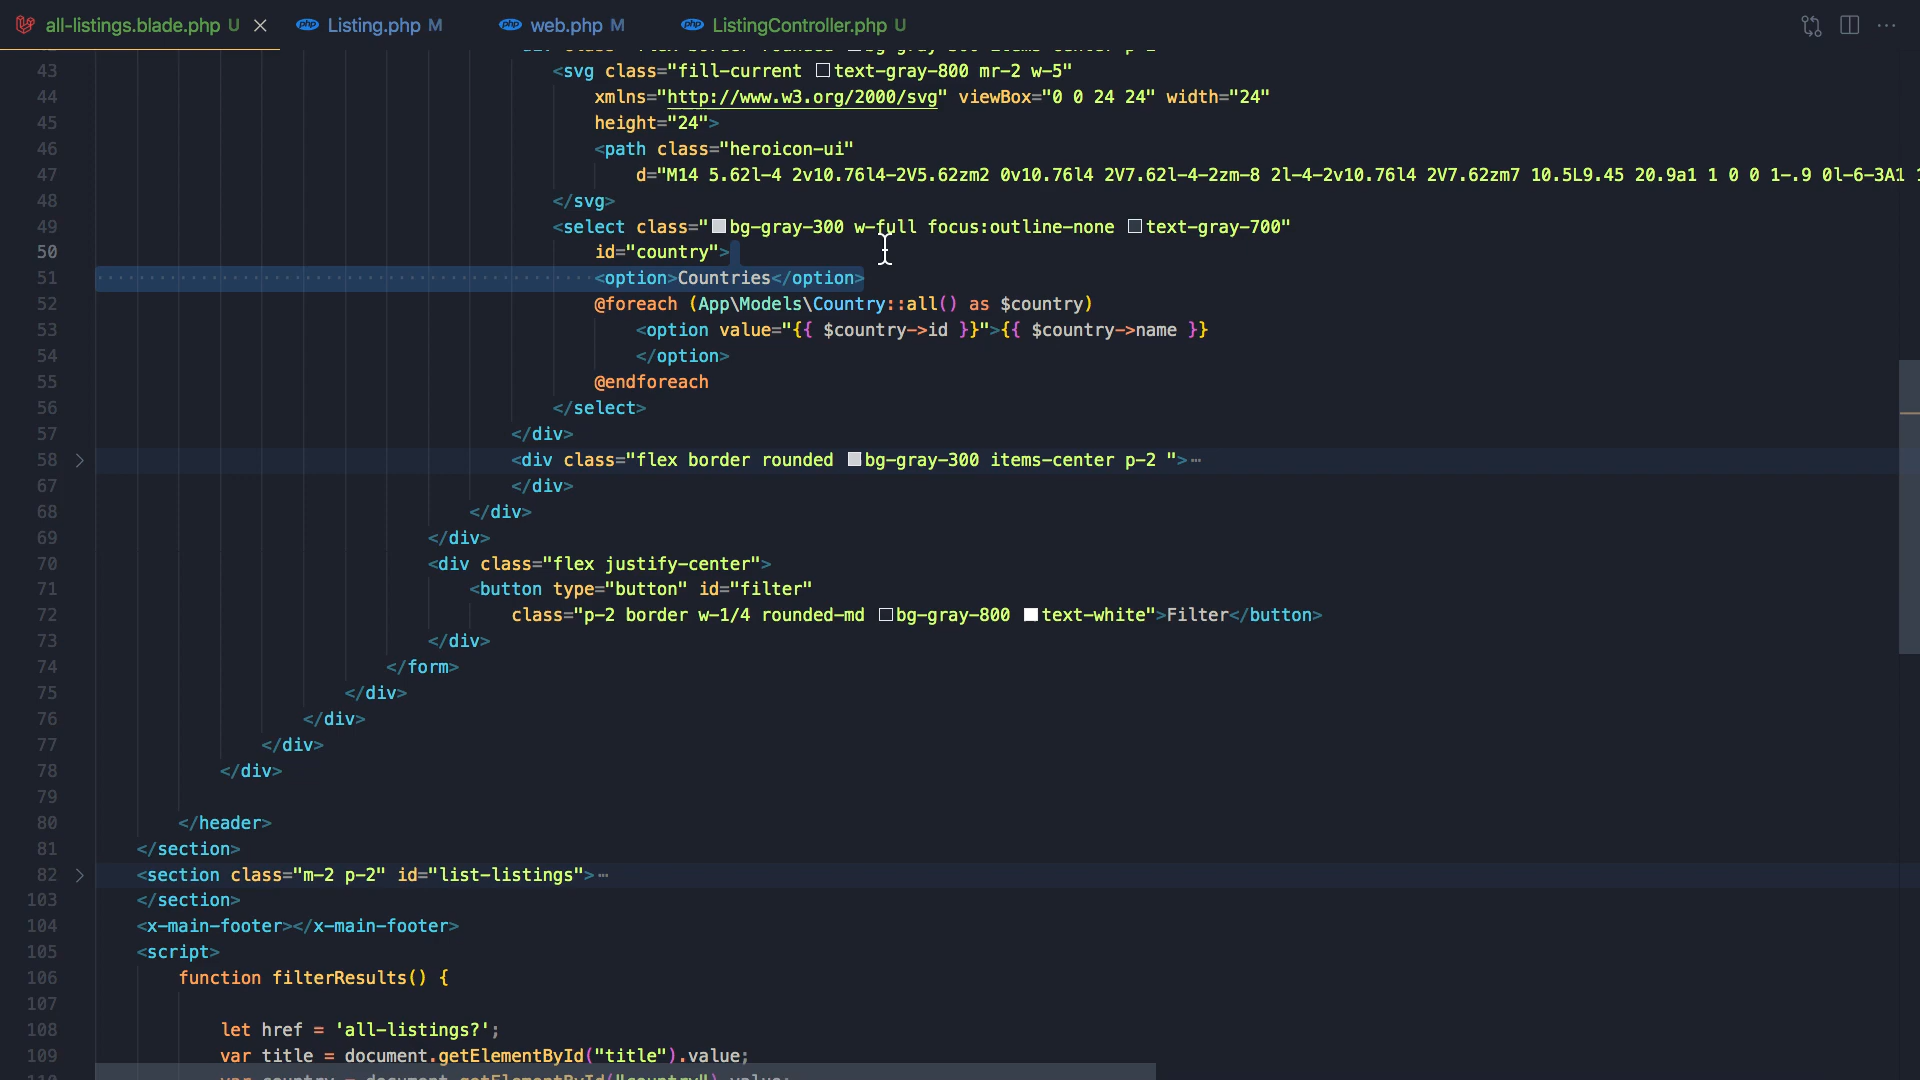 all-listings.blade.php U Listing.php M web.php M ListingController.php U
43 <svg class="fill-current text-gray-800 mr-2 w-5"
44 xmlns="http://www.w3.org/2000/svg" viewBox="0 0 24 24" width="24"
45 height="24">
46 <path class="heroicon-ui"
47 d="M14 5.62l-4 2v10.76l4-2V5.62zm2 0v10.76l4 2V7.62l-4-2zm-8 2l-4-2v10.76l4 2V7.62zm7 10.5L9.45 20.9a1 1 0 0 1-.9 0l-6-3A1
48 </svg>
49 <select class="bg-gray-300 w-full focus:outline-none text-gray-700"
50 id="country">
51 <option>Countries</option>
52 @foreach (App\Models\Country::all() as $country)
53 <option value="{{ $country->id }}">{{ $country->name }}
54 </option>
55 @endforeach
56 </select>
57 </div>
58 <div class="flex border rounded bg-gray-300 items-center p-2 ">
67 </div>
68 </div>
69 </div>
70 <div class="flex justify-center">
71 <button type="button" id="filter"
72 class="p-2 border w-1/4 rounded-md bg-gray-800 text-white">Filter</button>
73 </div>
74 </form>
75 </div>
76 </div>
77 </div>
78 </div>
79
80 </header>
81 </section>
82 <section class="m-2 p-2" id="list-listings">
103 </section>
104 <x-main-footer></x-main-footer>
105 <script>
106 function filterResults() {
107
108 let href = 'all-listings?';
109 var title = document.getElementById("title").value;